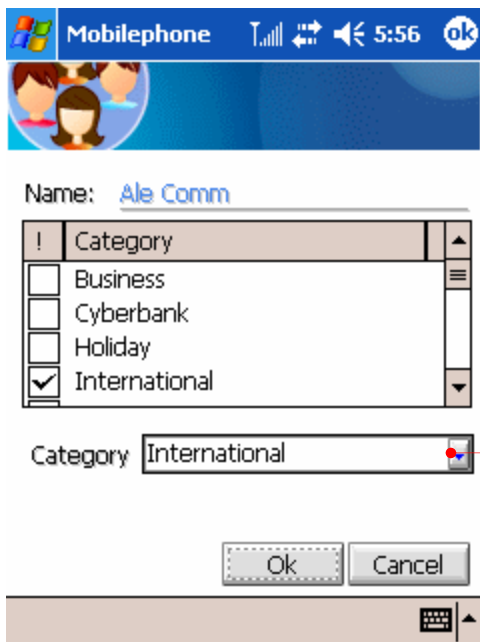 Mobilephone 5:56 ok
Name: Ale Comm
! Category
Business
Cyberbank
Holiday
International
Category International
Ok Cancel